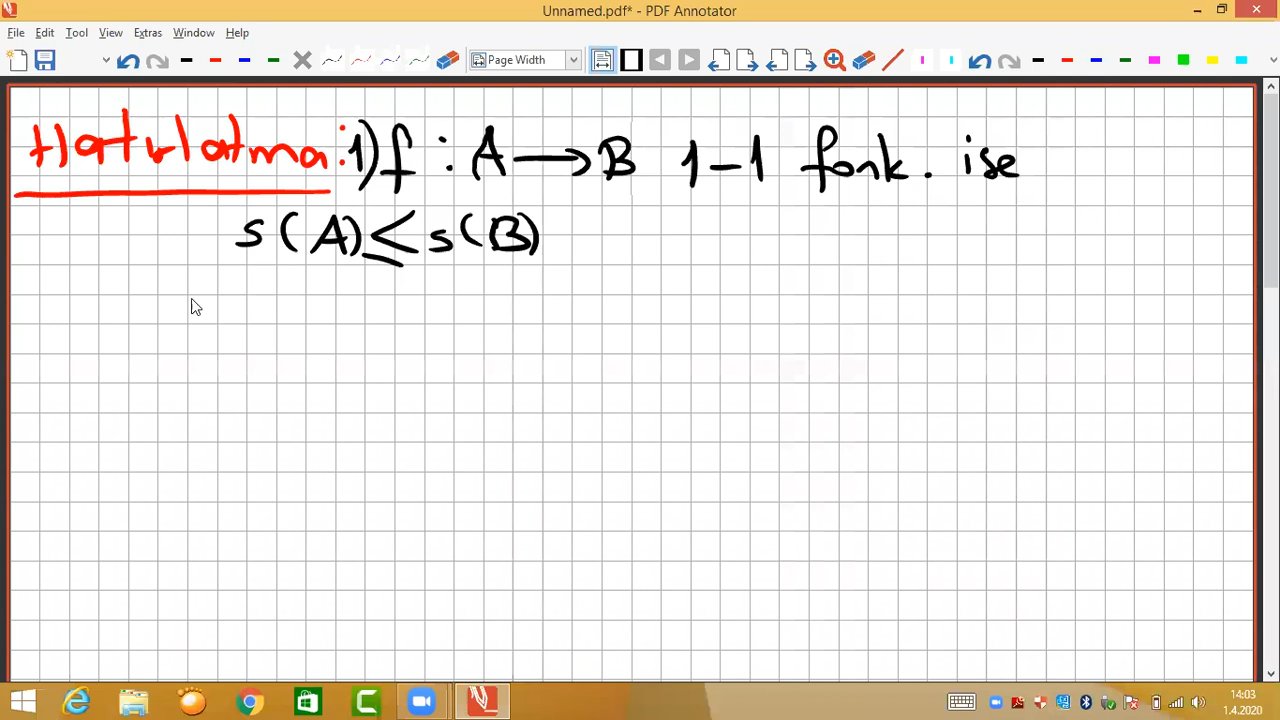 Unnamed.pdf* - PDF Annotator
File Edit Tool View Extras Window Help
Page Width
Hatırlatma: 1) f : A → B 1-1 fonk. ise
s(A) ≤ s(B)
14:03
1.4.2020